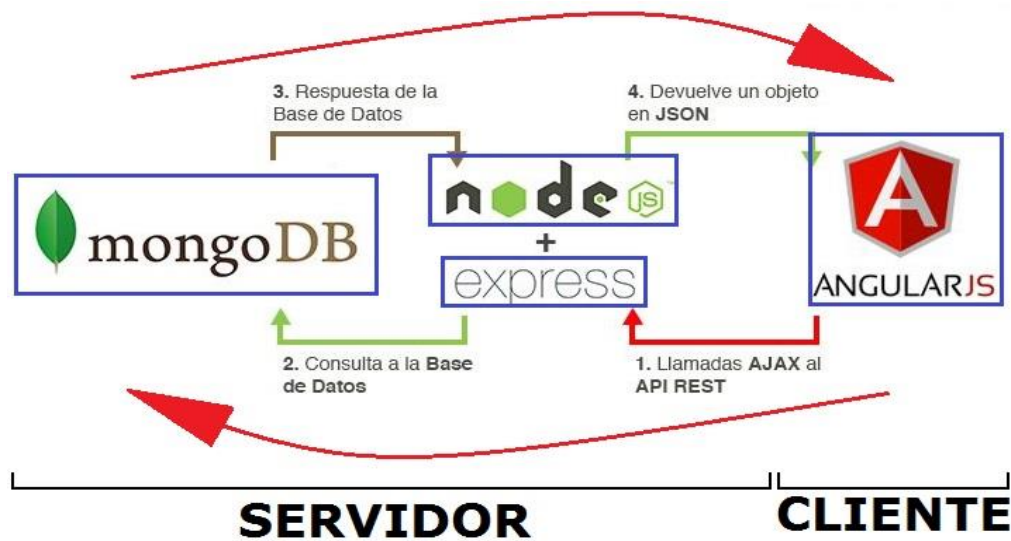 3. Respuesta de la
Base de Datos
4. Devuelve un objeto
en JSON
node JS
+
express
mongoDB
ANGULARJS
A
2. Consulta a la Base
de Datos
1. Llamadas AJAX al
API REST
SERVIDOR
CLIENTE